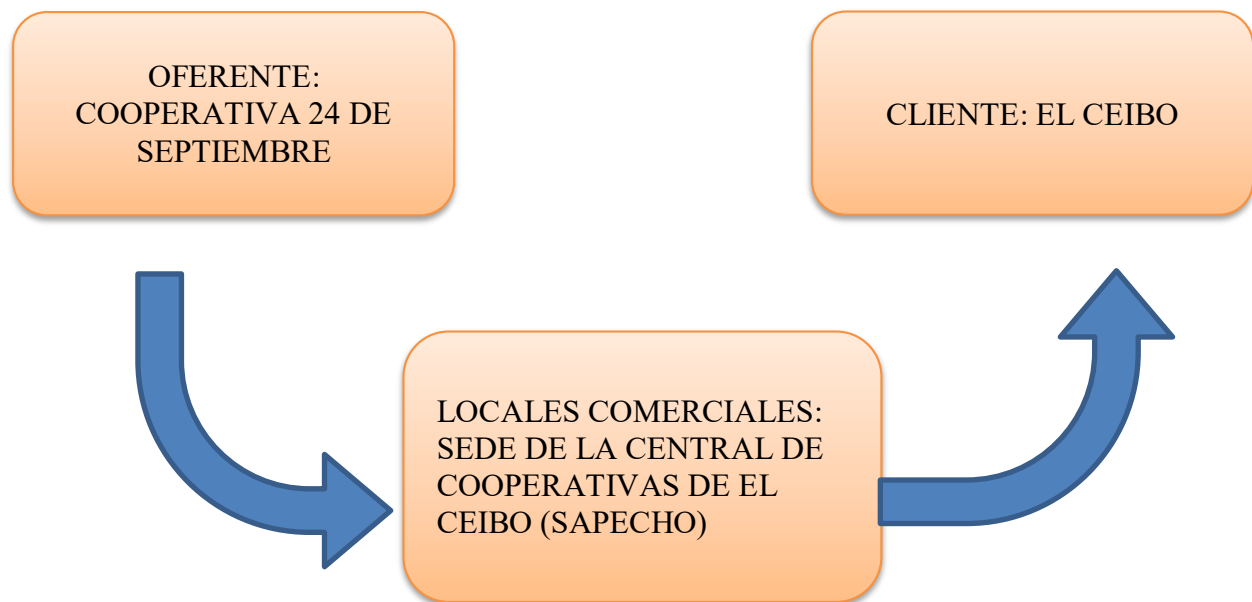 OFERENTE:
COOPERATIVA 24 DE
SEPTIEMBRE
CLIENTE: EL CEIBO
LOCALES COMERCIALES:
SEDE DE LA CENTRAL DE
COOPERATIVAS DE EL
CEIBO (SAPECHO)